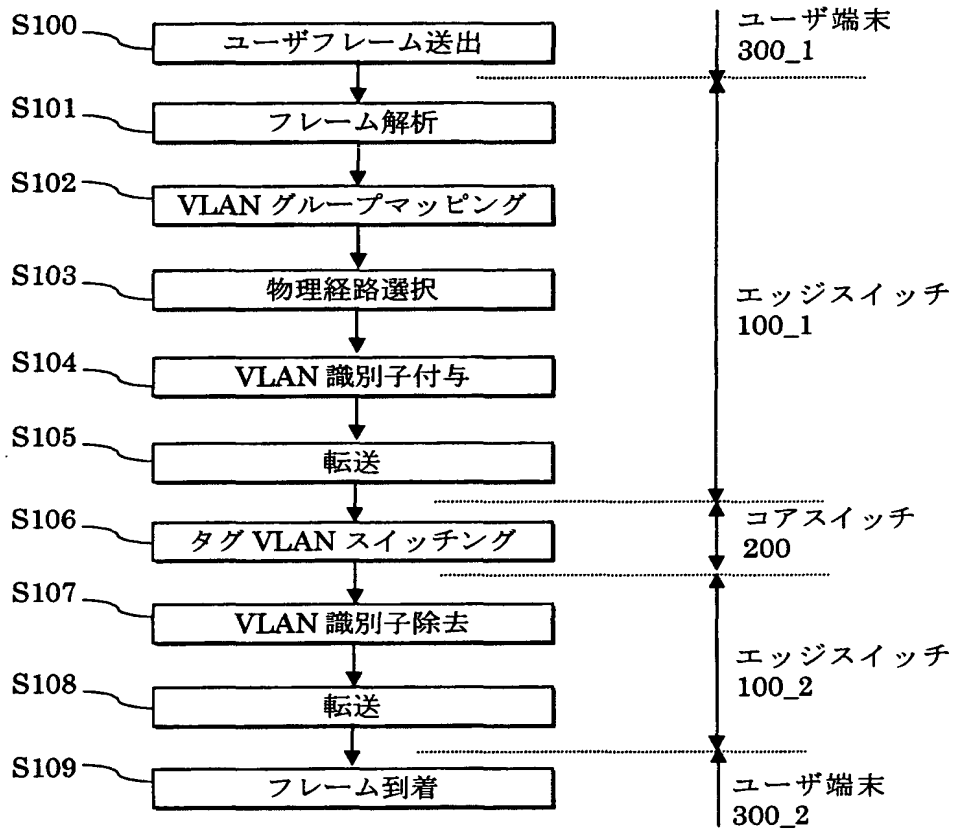 S100
ユーザフレーム送出
ユーザ端末
300_1
S101
フレーム解析
S102
VLAN グループマッピング
S103
物理経路選択
エッジスイッチ
100_1
S104
VLAN 識別子付与
S105
転送
S106
タグ VLAN スイッチング
コアスイッチ
200
S107
VLAN 識別子除去
エッジスイッチ
100_2
S108
転送
S109
フレーム到着
ユーザ端末
300_2